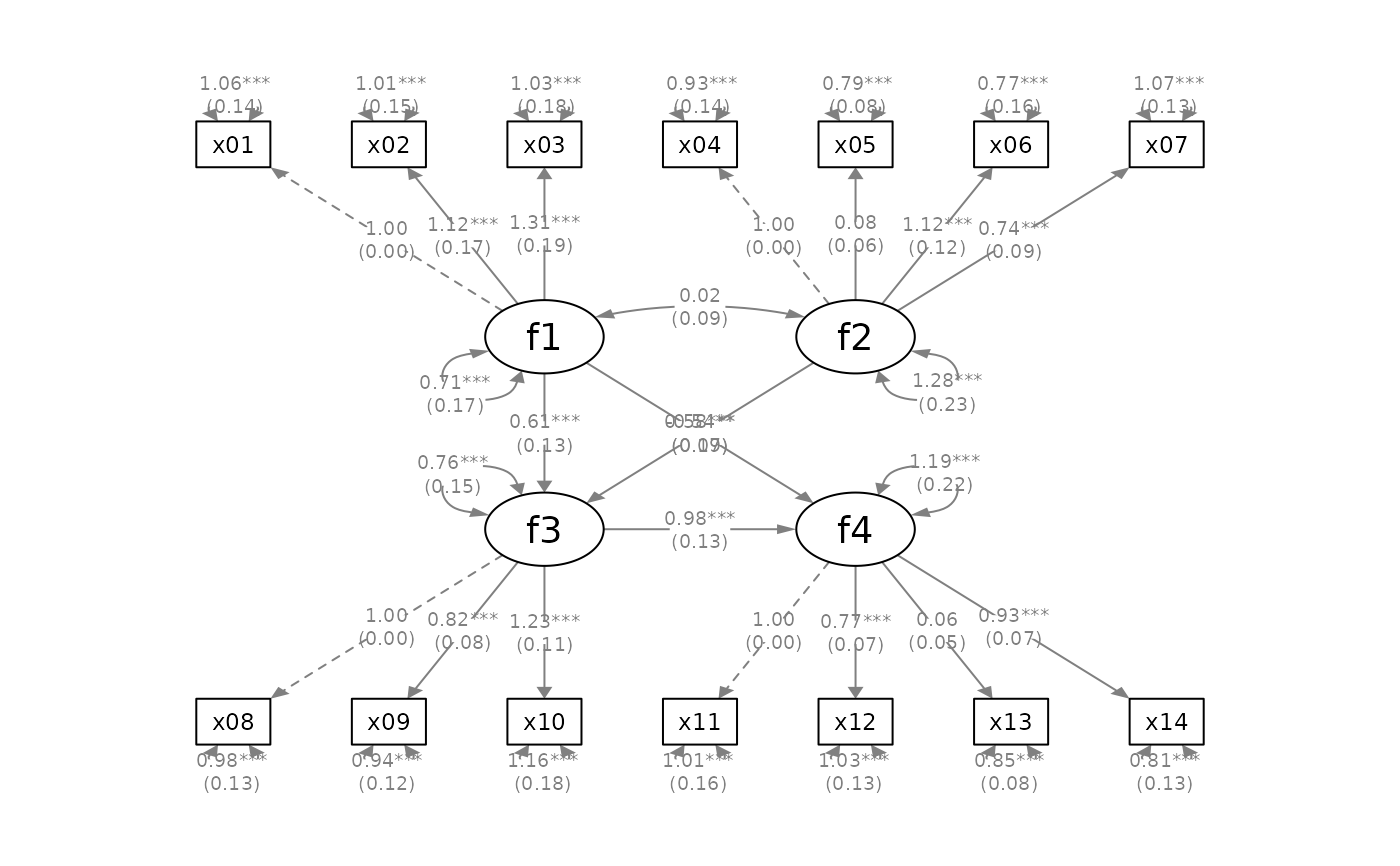 1.06*** 1.01*** 1.03*** 0.93*** 0.79*** 0.77*** 1.07***
(0.14) (0.15) (0.18) (0.14) (0.08) (0.16) (0.13)
x01 x02 x03 x04 x05 x06 x07
1.00 1.12*** 1.31*** 1.00 0.08 1.12*** 0.74***
(0.00) (0.17) (0.19) (0.00) (0.06) (0.12) (0.09)
0.02
(0.09)
f1 f2
0.71*** 1.28***
(0.17) (0.23)
0.61***
(0.13)
0.76*** 1.19***
(0.15) (0.22)
f3 0.98*** f4
(0.13)
1.00 0.82*** 1.23*** 1.00 0.77*** 0.06 0.93***
(0.00) (0.08) (0.11) (0.00) (0.07) (0.05) (0.07)
x08 x09 x10 x11 x12 x13 x14
0.98*** 0.94*** 1.16*** 1.01*** 1.03*** 0.85*** 0.81***
(0.13) (0.12) (0.18) (0.16) (0.13) (0.08) (0.13)